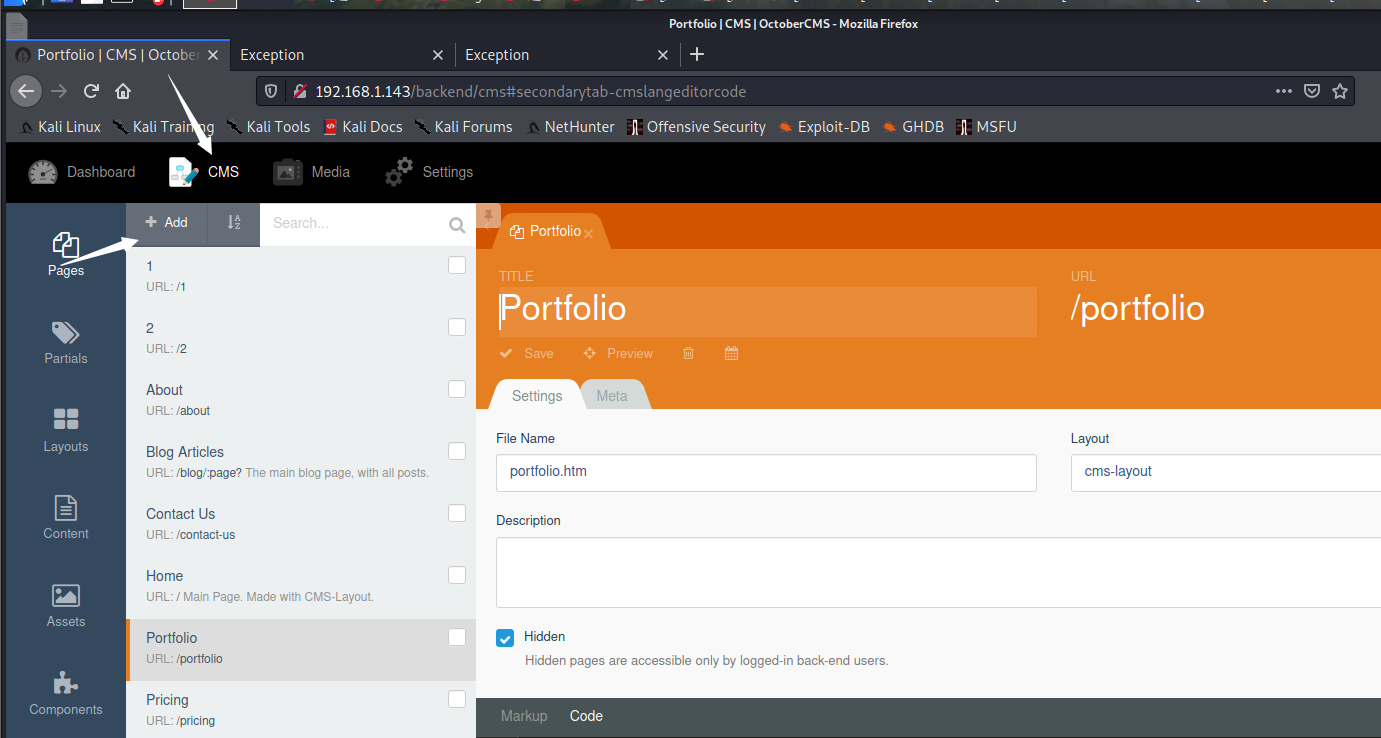 Portfolio | CMS | OctoberCMS - Mozilla Firefox
Portfolio | CMS | October
Exception
Exception
192.168.1.143/backend/cms#secondarytab-cmslangeditorcode
Kali Linux Kali Training Kali Tools Kali Docs Kali Forums NetHunter Offensive Security Exploit-DB GHDB MSFU
Dashboard CMS Media Settings
Pages
Partials
Layouts
Content
Assets
Components
+ Add
Search...
1
URL: /1
2
URL: /2
About
URL: /about
Blog Articles
URL: /blog/:page? The main blog page, with all posts.
Contact Us
URL: /contact-us
Home
URL: / Main Page. Made with CMS-Layout.
Portfolio
URL: /portfolio
Pricing
URL: /pricing
Portfolio
TITLE
Portfolio
URL
/portfolio
Save Preview
Settings Meta
File Name
portfolio.htm
Layout
cms-layout
Description
Hidden
Hidden pages are accessible only by logged-in back-end users.
Markup Code